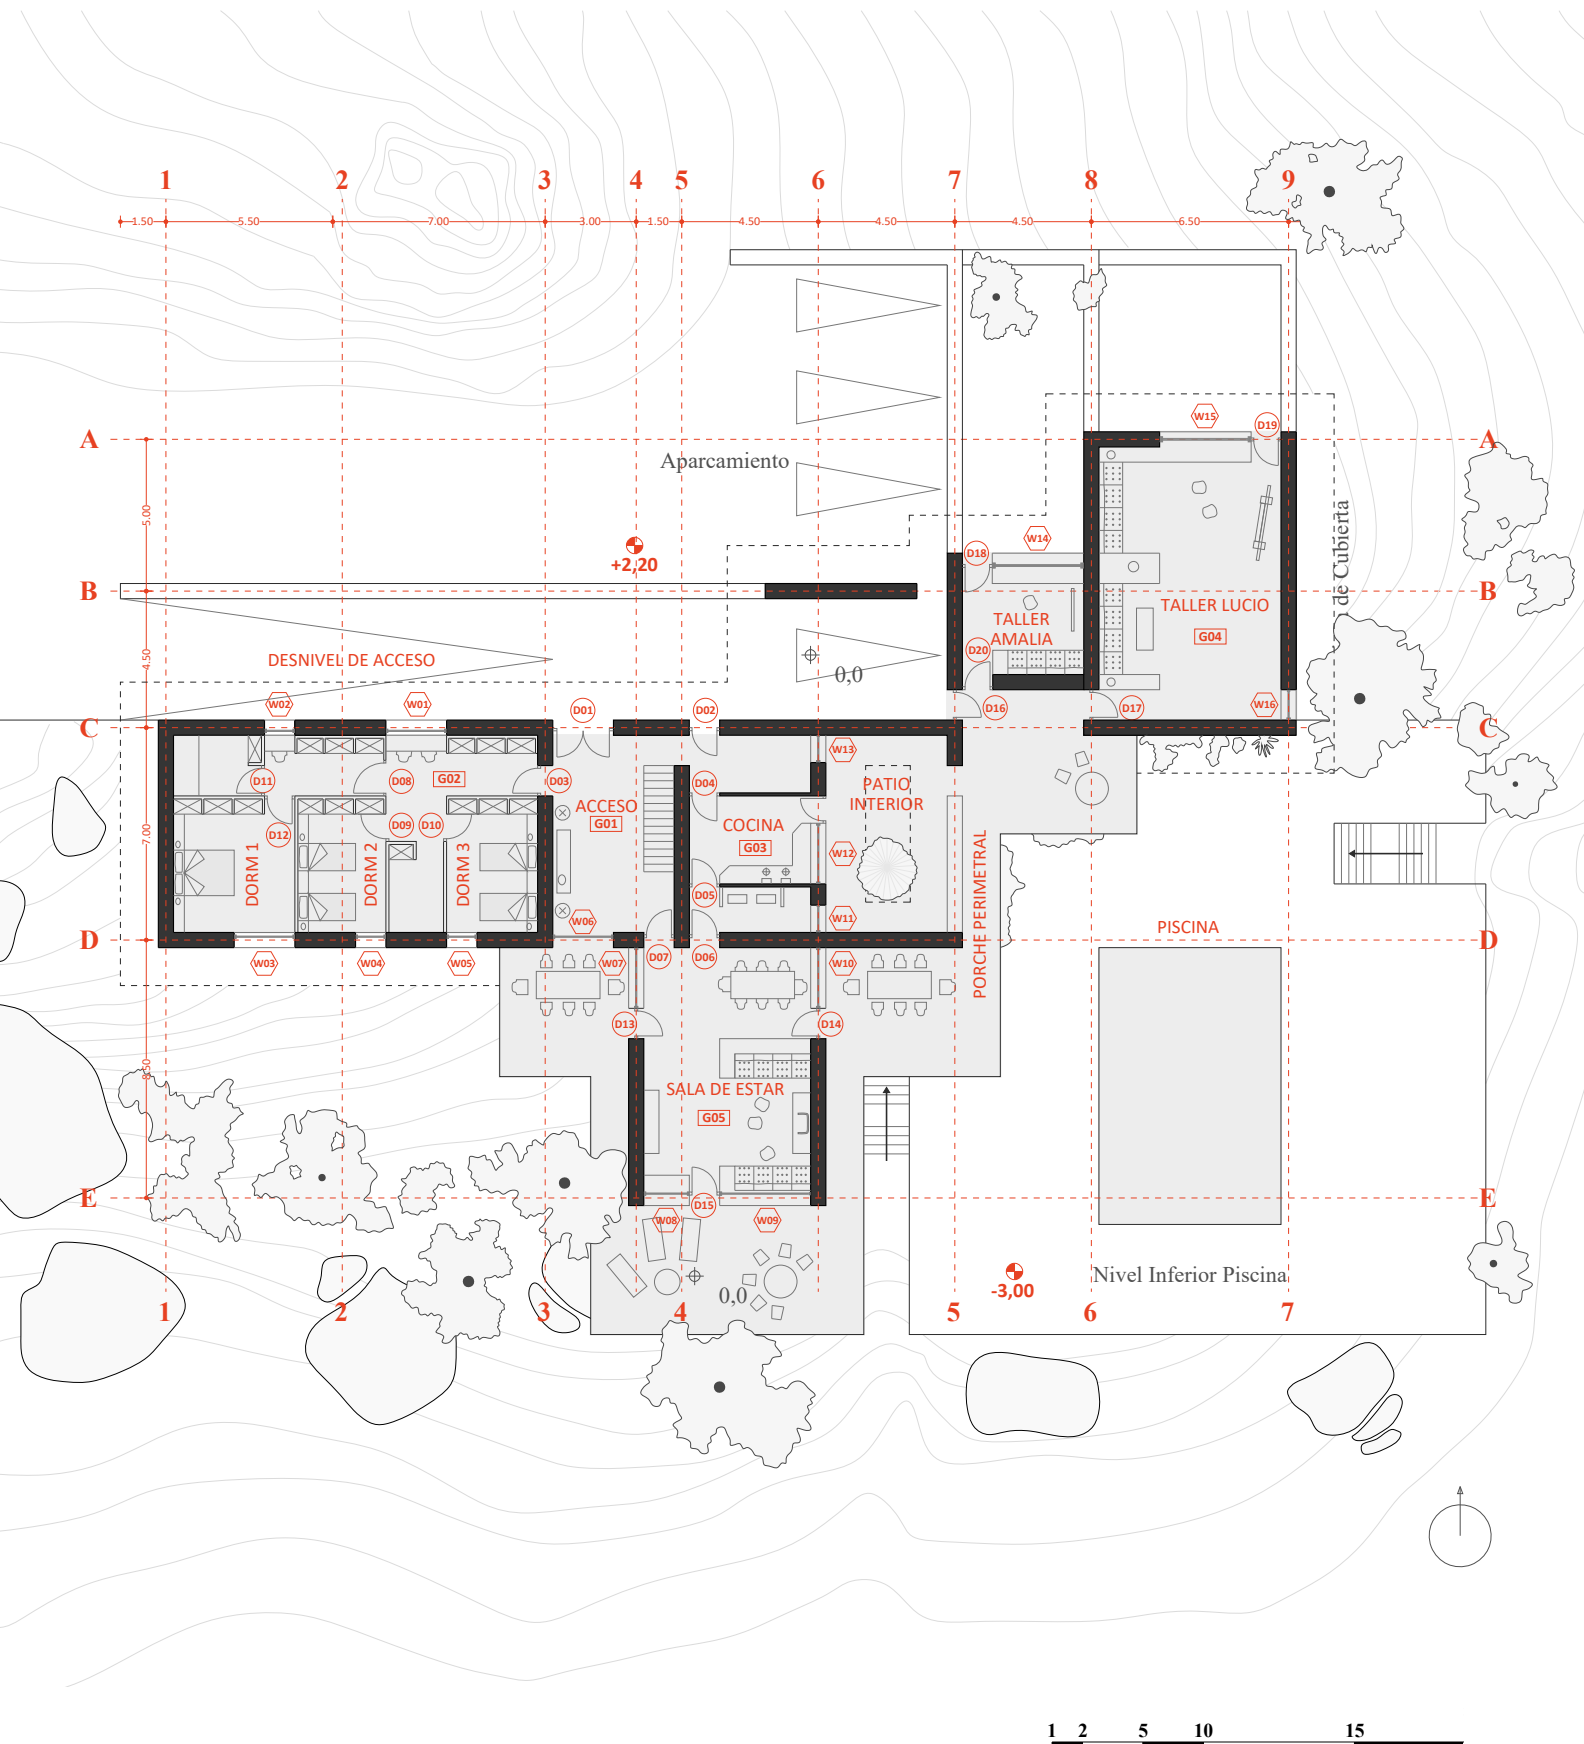 1 2 3 4 5 6 7 8 9
1.50 5.50 7.00 3.00 1.50 4.50 4.50 4.50 6.50
W15
D19
A A
Aparcamiento
5.00
de Cubierta
W14
D18
+2,20
B B
TALLER LUCIO
TALLER
AMALIA
G04
D20
4.50
DESNIVEL DE ACCESO
0,0
W02 W01 D01 D02 D16 D17 W16
C C
W13
D11 D08 G02 D03 D04
PATIO
INTERIOR
ACCESO
G01
COCINA
G03
D12 D09 D10
7.00
W12
DORM 1
DORM 2
DORM 3
D05
W06
W11
PORCHE PERIMETRAL
PISCINA
D D
W03 W04 W05 W07 D07 D06 W10
D13 D14
8.50
SALA DE ESTAR
G05
E E
D15
W08 W09
0,0
-3,00
Nivel Inferior Piscina
1 2 3 4 5 6 7
1 2 5 10 15